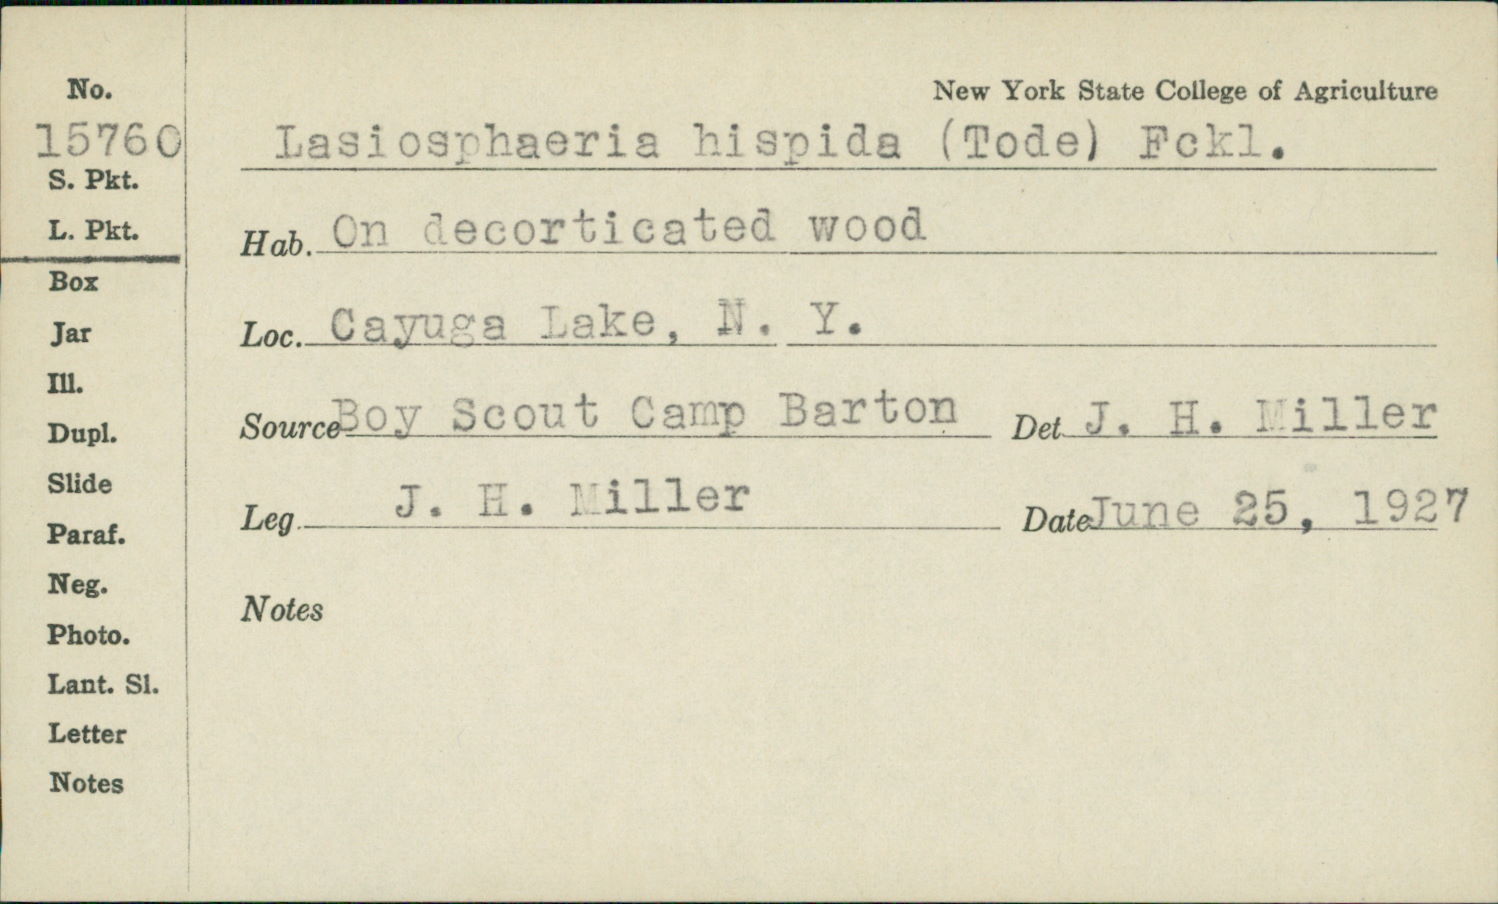 No.
New York State College of Agriculture
15760
Lasiosphaeria hispida (Tode) Fckl.
S. Pkt.
L. Pkt.
Hab. On decorticated wood
Box
Jar
Loc. Cayuga Lake, N. Y.
Ill.
Dupl.
Source Boy Scout Camp Barton Det. J. H. Miller
Slide
Leg. J. H. Miller Date June 25, 1927
Paraf.
Neg.
Notes
Photo.
Lant. Sl.
Letter
Notes